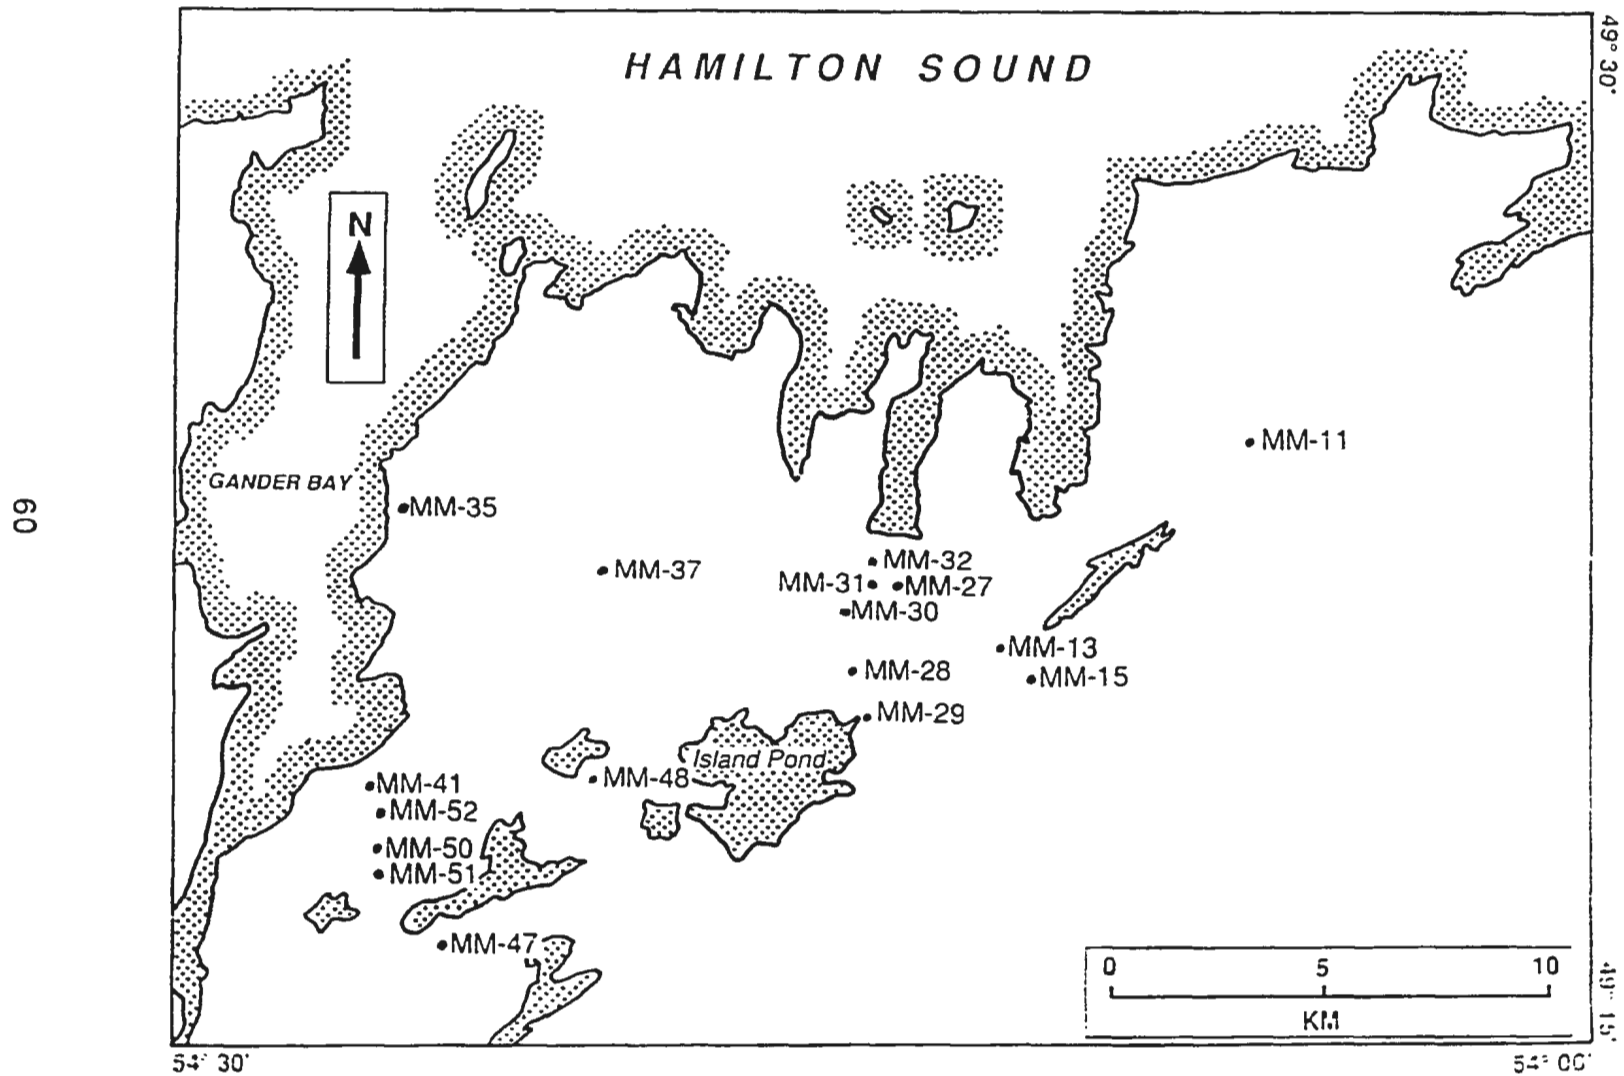 HAMILTON SOUND
49° 30'
N
MM-11
GANDER BAY
MM-35
60
MM-32
MM-37
MM-31
MM-27
MM-30
MM-13
MM-28
MM-15
MM-29
Island Pond
MM-48
MM-41
MM-52
MM-50
MM-51
MM-47
0 5 10
KM
49° 15'
54° 30'
54° 00'